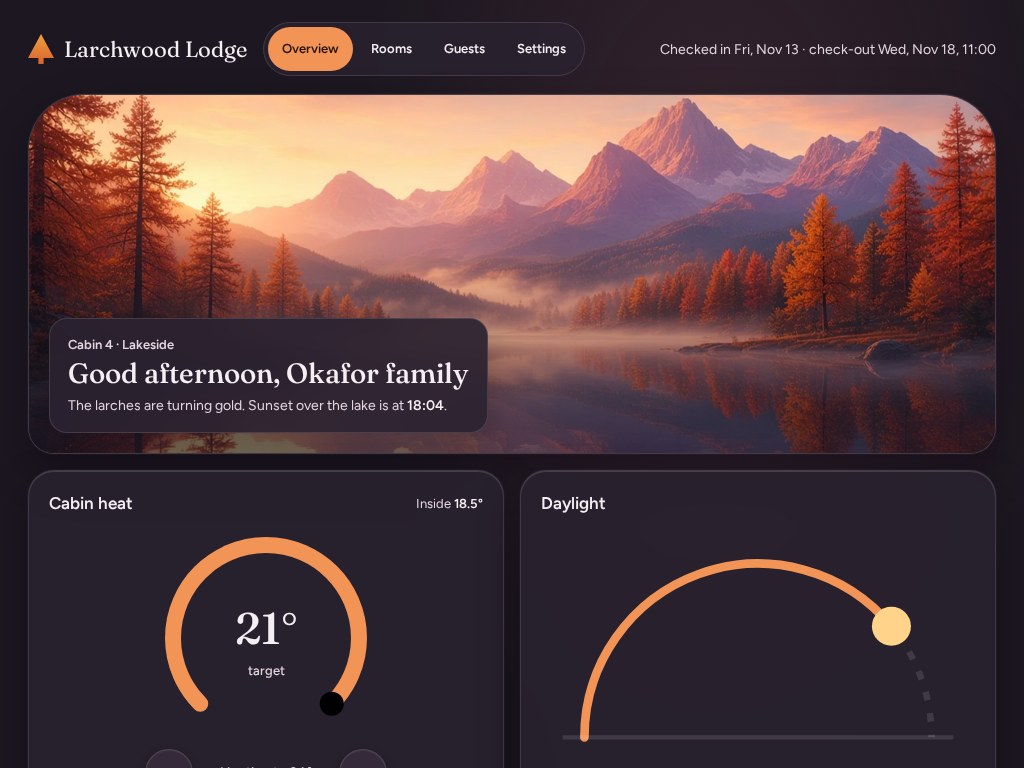 Larchwood Lodge
Overview
Rooms
Guests
Settings
Checked in Fri, Nov 13 · check-out Wed, Nov 18, 11:00
Cabin 4 · Lakeside
Good afternoon, Okafor family
The larches are turning gold. Sunset over the lake is at 18:04.
Cabin heat
Inside 18.5°
21°
target
Daylight